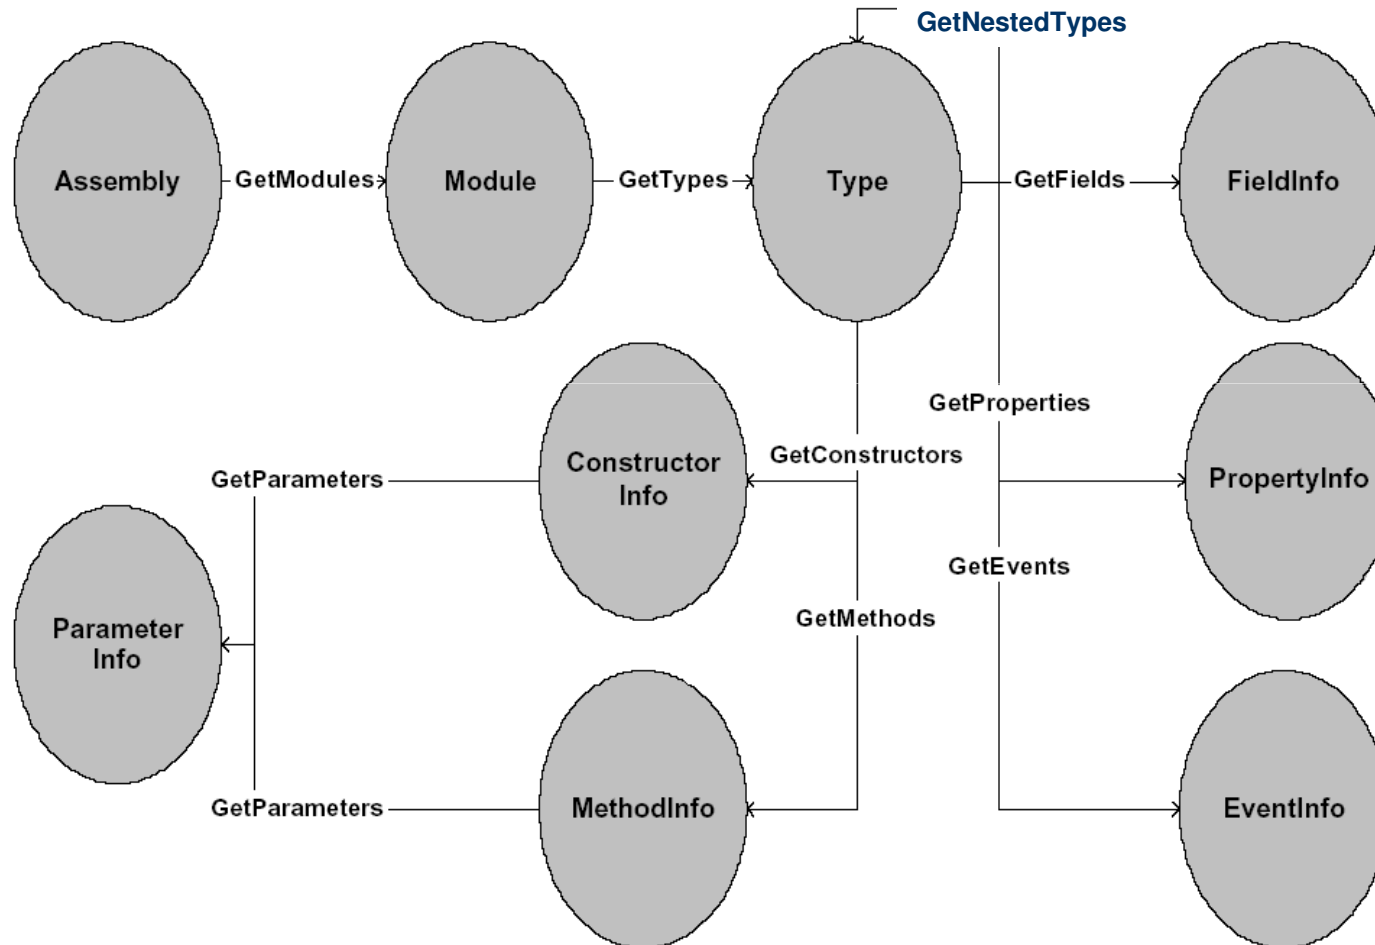 GetNestedTypes
Assembly
GetModules
Module
GetTypes
Type
GetFields
FieldInfo
GetProperties
GetConstructors
Constructor
Info
GetParameters
PropertyInfo
GetEvents
GetMethods
Parameter
Info
GetParameters
MethodInfo
EventInfo